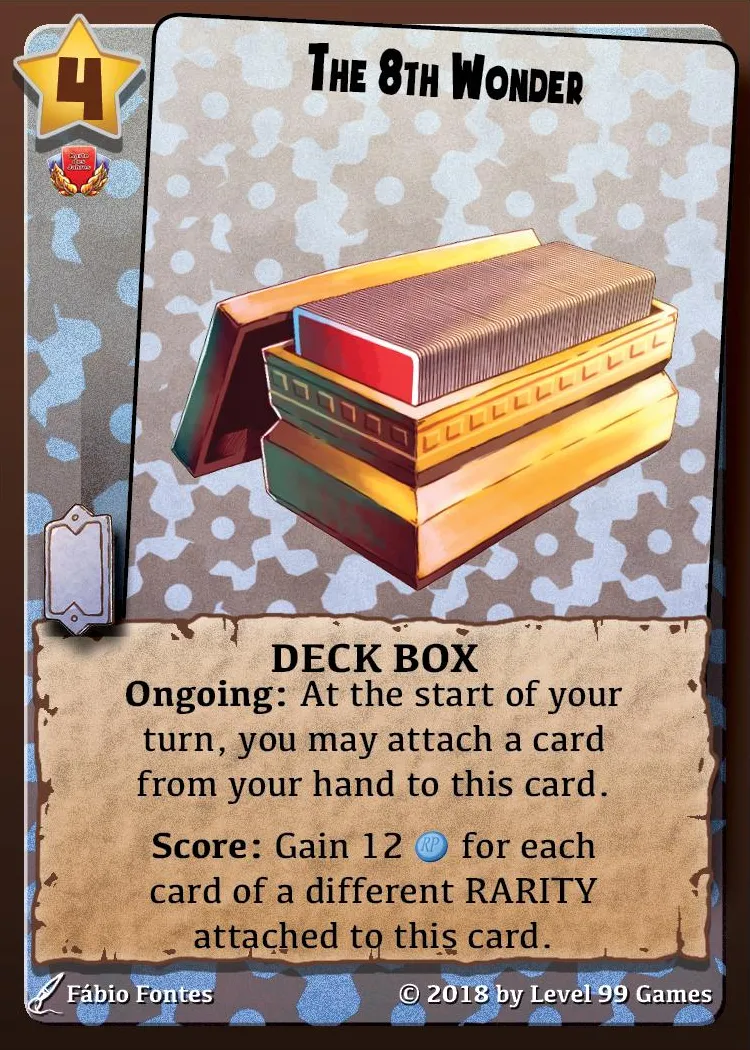 THE 8TH WONDER
4
DECK BOX
Ongoing: At the start of your
turn, you may attach a card
from your hand to this card.
Score: Gain 12 RP for each
card of a different RARITY
attached to this card.
Fábio Fontes
© 2018 by Level 99 Games